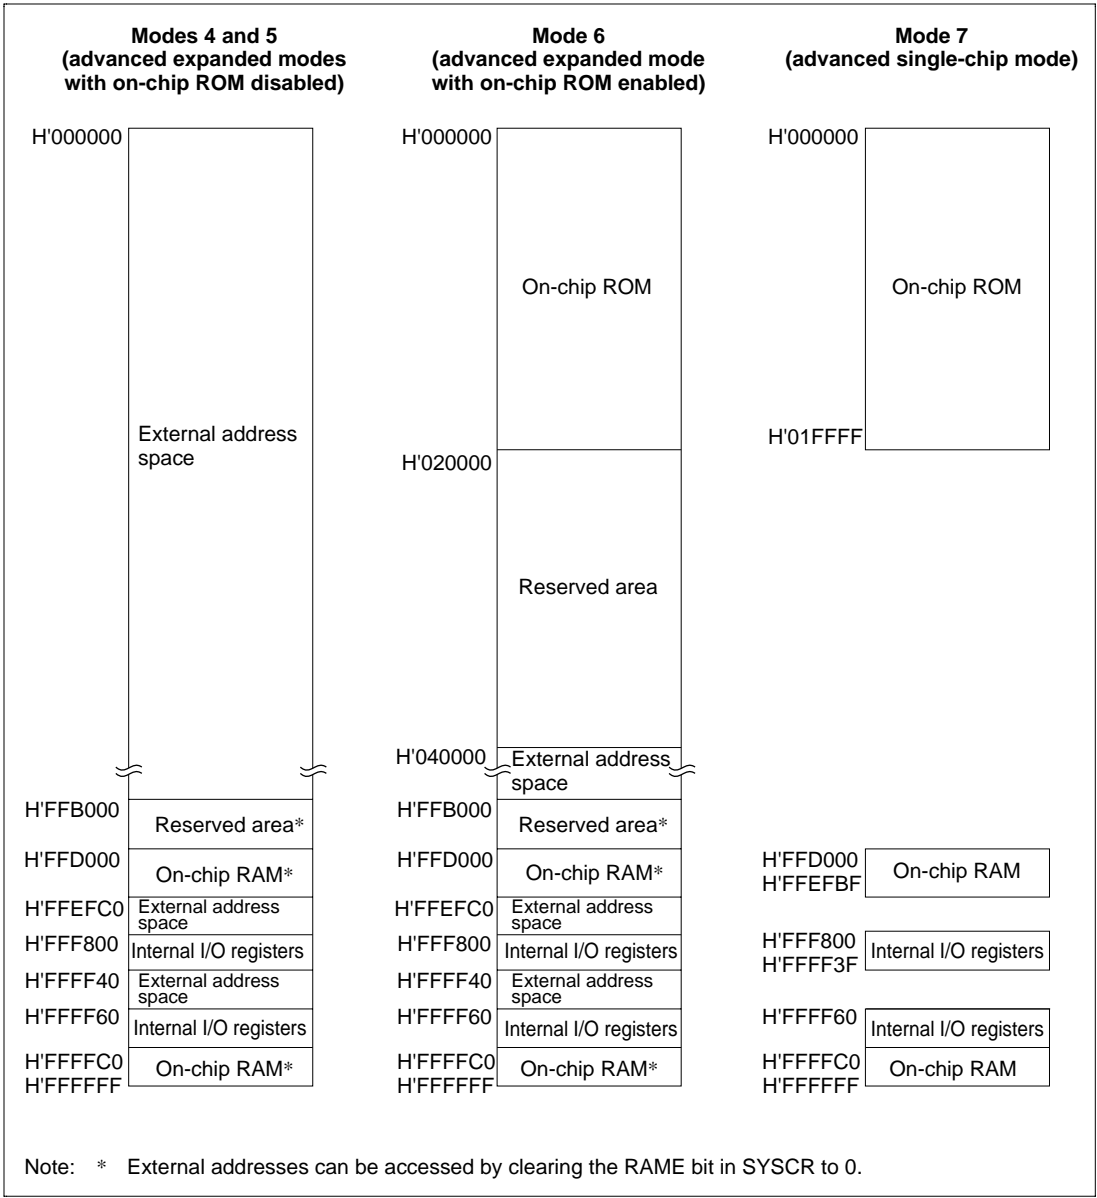 Modes 4 and 5
(advanced expanded modes
with on-chip ROM disabled)
H'000000
External address
space
H'FFB000
Reserved area*
H'FFD000
On-chip RAM*
H'FFEFC0
External address
space
H'FFF800
Internal I/O registers
H'FFFF40
External address
space
H'FFFF60
Internal I/O registers
H'FFFFC0
On-chip RAM*
H'FFFFFF
Mode 6
(advanced expanded mode
with on-chip ROM enabled)
H'000000
On-chip ROM
H'020000
Reserved area
H'040000
External address
space
H'FFB000
Reserved area*
H'FFD000
On-chip RAM*
H'FFEFC0
External address
space
H'FFF800
Internal I/O registers
H'FFFF40
External address
space
H'FFFF60
Internal I/O registers
H'FFFFC0
On-chip RAM*
H'FFFFFF
Mode 7
(advanced single-chip mode)
H'000000
On-chip ROM
H'01FFFF
H'FFD000
On-chip RAM
H'FFEFBF
H'FFF800
Internal I/O registers
H'FFFF3F
H'FFFF60
Internal I/O registers
H'FFFFC0
On-chip RAM
H'FFFFFF
Note: * External addresses can be accessed by clearing the RAME bit in SYSCR to 0.